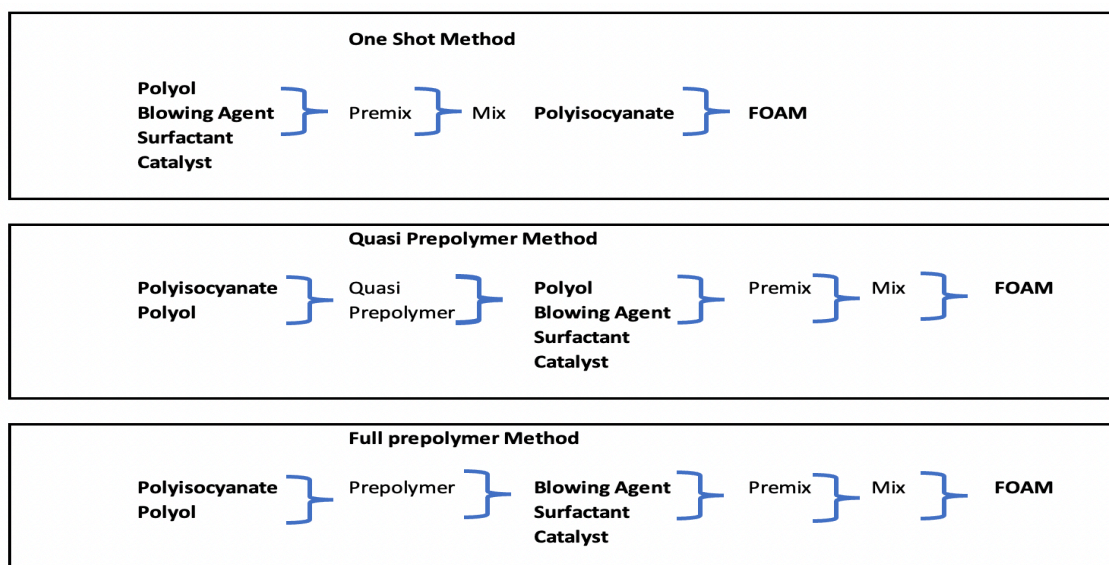 One Shot Method
Polyol
Blowing Agent Premix Mix Polyisocyanate FOAM
Surfactant
Catalyst
Quasi Prepolymer Method
Polyisocyanate Quasi Polyol Premix Mix FOAM
Polyol Prepolymer Blowing Agent
Surfactant
Catalyst
Full prepolymer Method
Polyisocyanate Prepolymer Blowing Agent Premix Mix FOAM
Polyol Surfactant
Catalyst